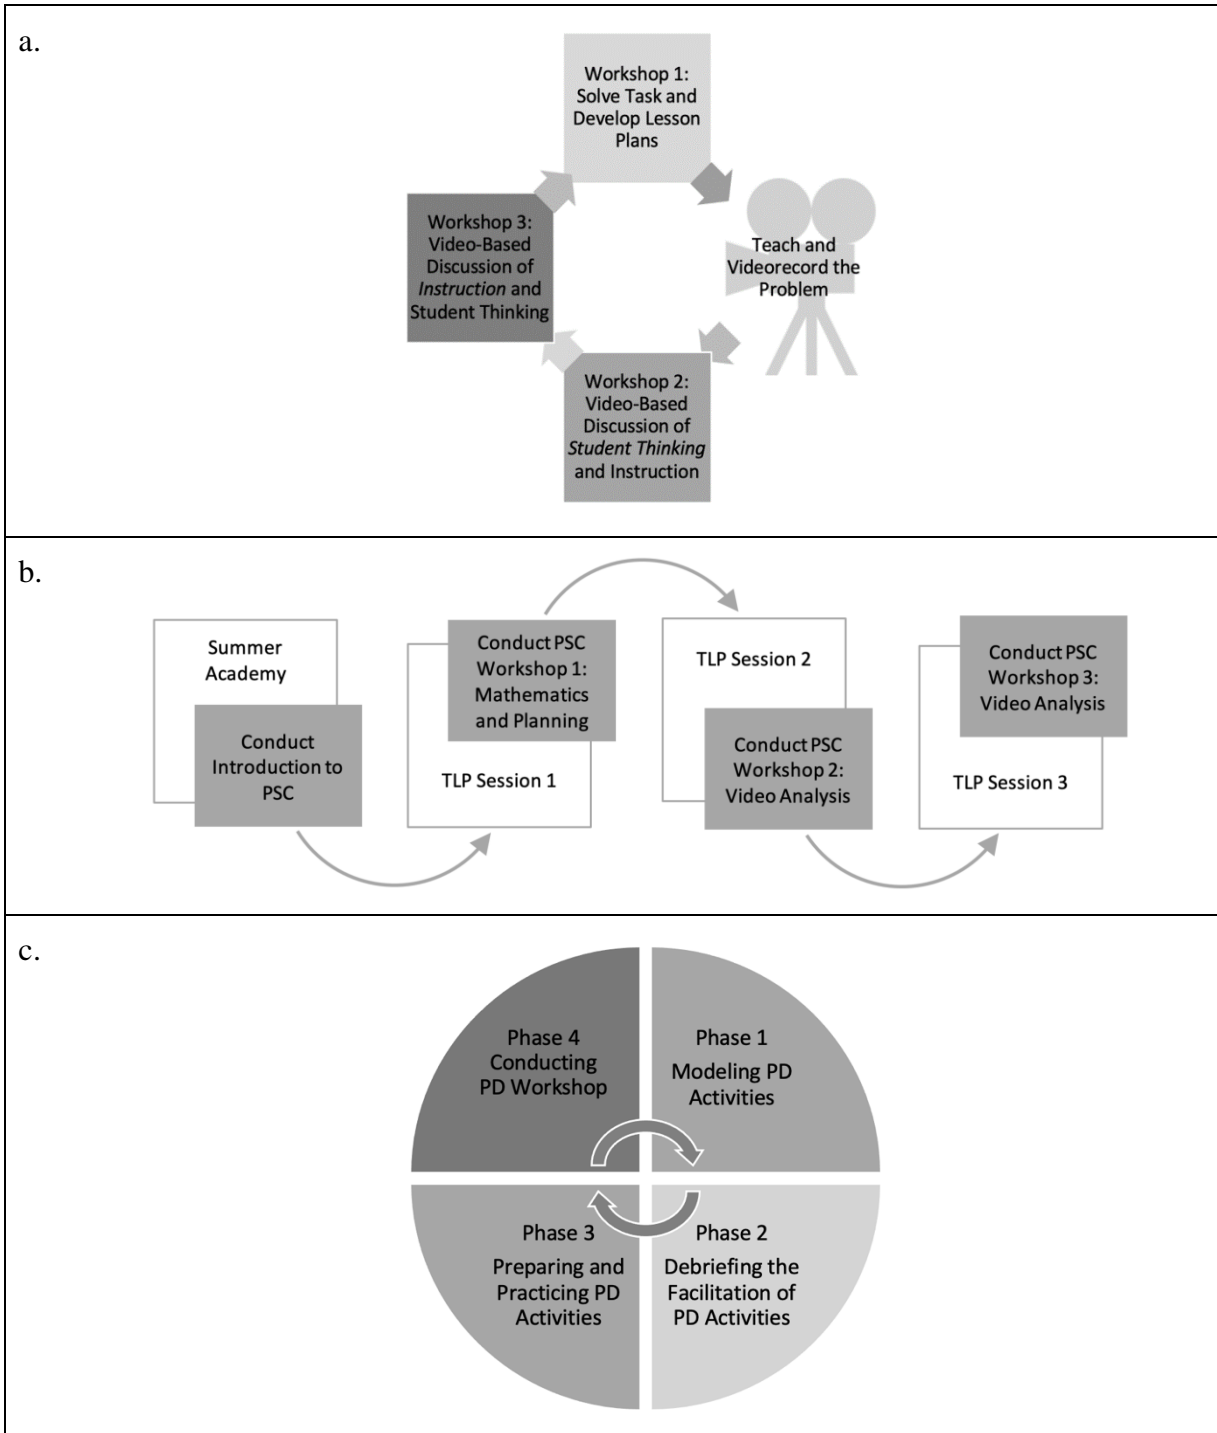 a.
Workshop 1:
Solve Task and
Develop Lesson
Plans
Teach and
Videorecord the
Problem
Workshop 2:
Video-Based
Discussion of
Student Thinking
and Instruction
Workshop 3:
Video-Based
Discussion of
Instruction and
Student Thinking
b.
Summer
Academy
Conduct
Introduction to
PSC
Conduct PSC
Workshop 1:
Mathematics
and Planning
TLP Session 1
TLP Session 2
Conduct PSC
Workshop 2:
Video Analysis
Conduct PSC
Workshop 3:
Video Analysis
TLP Session 3
c.
Phase 1
Modeling PD
Activities
Phase 2
Debriefing the
Facilitation of
PD Activities
Phase 3
Preparing and
Practicing PD
Activities
Phase 4
Conducting
PD Workshop